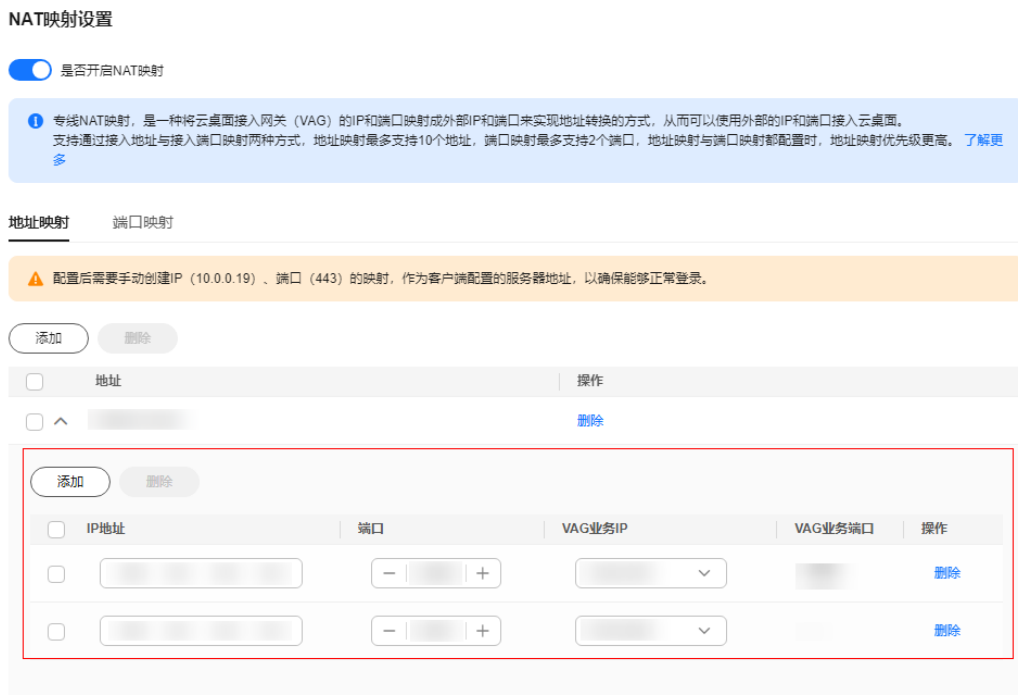 NAT映射设置
是否开启NAT映射
专线NAT映射，是一种将云桌面接入网关（VAG）的IP和端口映射成外部IP和端口来实现地址转换的方式，从而可以使用外部的IP和端口接入云桌面。
支持通过接入地址与接入端口映射两种方式，地址映射最多支持10个地址，端口映射最多支持2个端口，地址映射与端口映射都配置时，地址映射优先级更高。 了解更
多
地址映射 端口映射
配置后需要手动创建IP（10.0.0.19）、端口（443）的映射，作为客户端配置的服务器地址，以确保能够正常登录。
添加 删除
地址 操作
删除
添加 删除
IP地址 端口 VAG业务IP VAG业务端口 操作
删除
删除